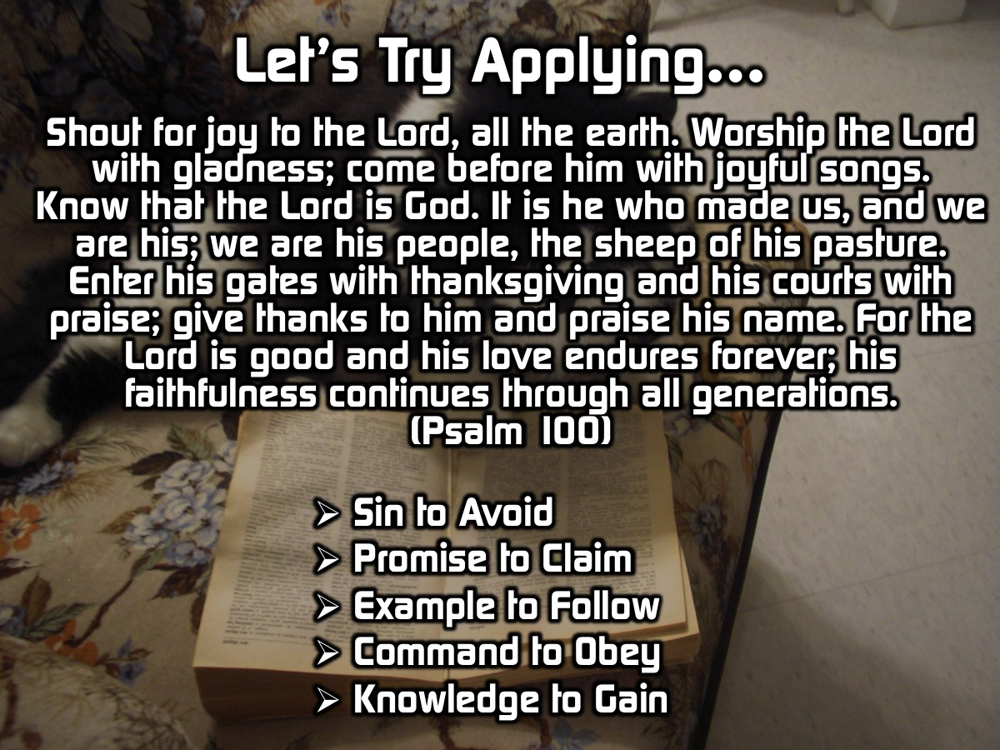 Let's Try Applying...
Shout for joy to the Lord, all the earth. Worship the Lord
with gladness; come before him with joyful songs.
Know that the Lord is God. It is he who made us, and we
are his; we are his people, the sheep of his pasture.
Enter his gates with thanksgiving and his courts with
praise; give thanks to him and praise his name. For the
Lord is good and his love endures forever; his
faithfulness continues through all generations.
(Psalm 100)
➢ Sin to Avoid
➢ Promise to Claim
➢ Example to Follow
➢ Command to Obey
➢ Knowledge to Gain